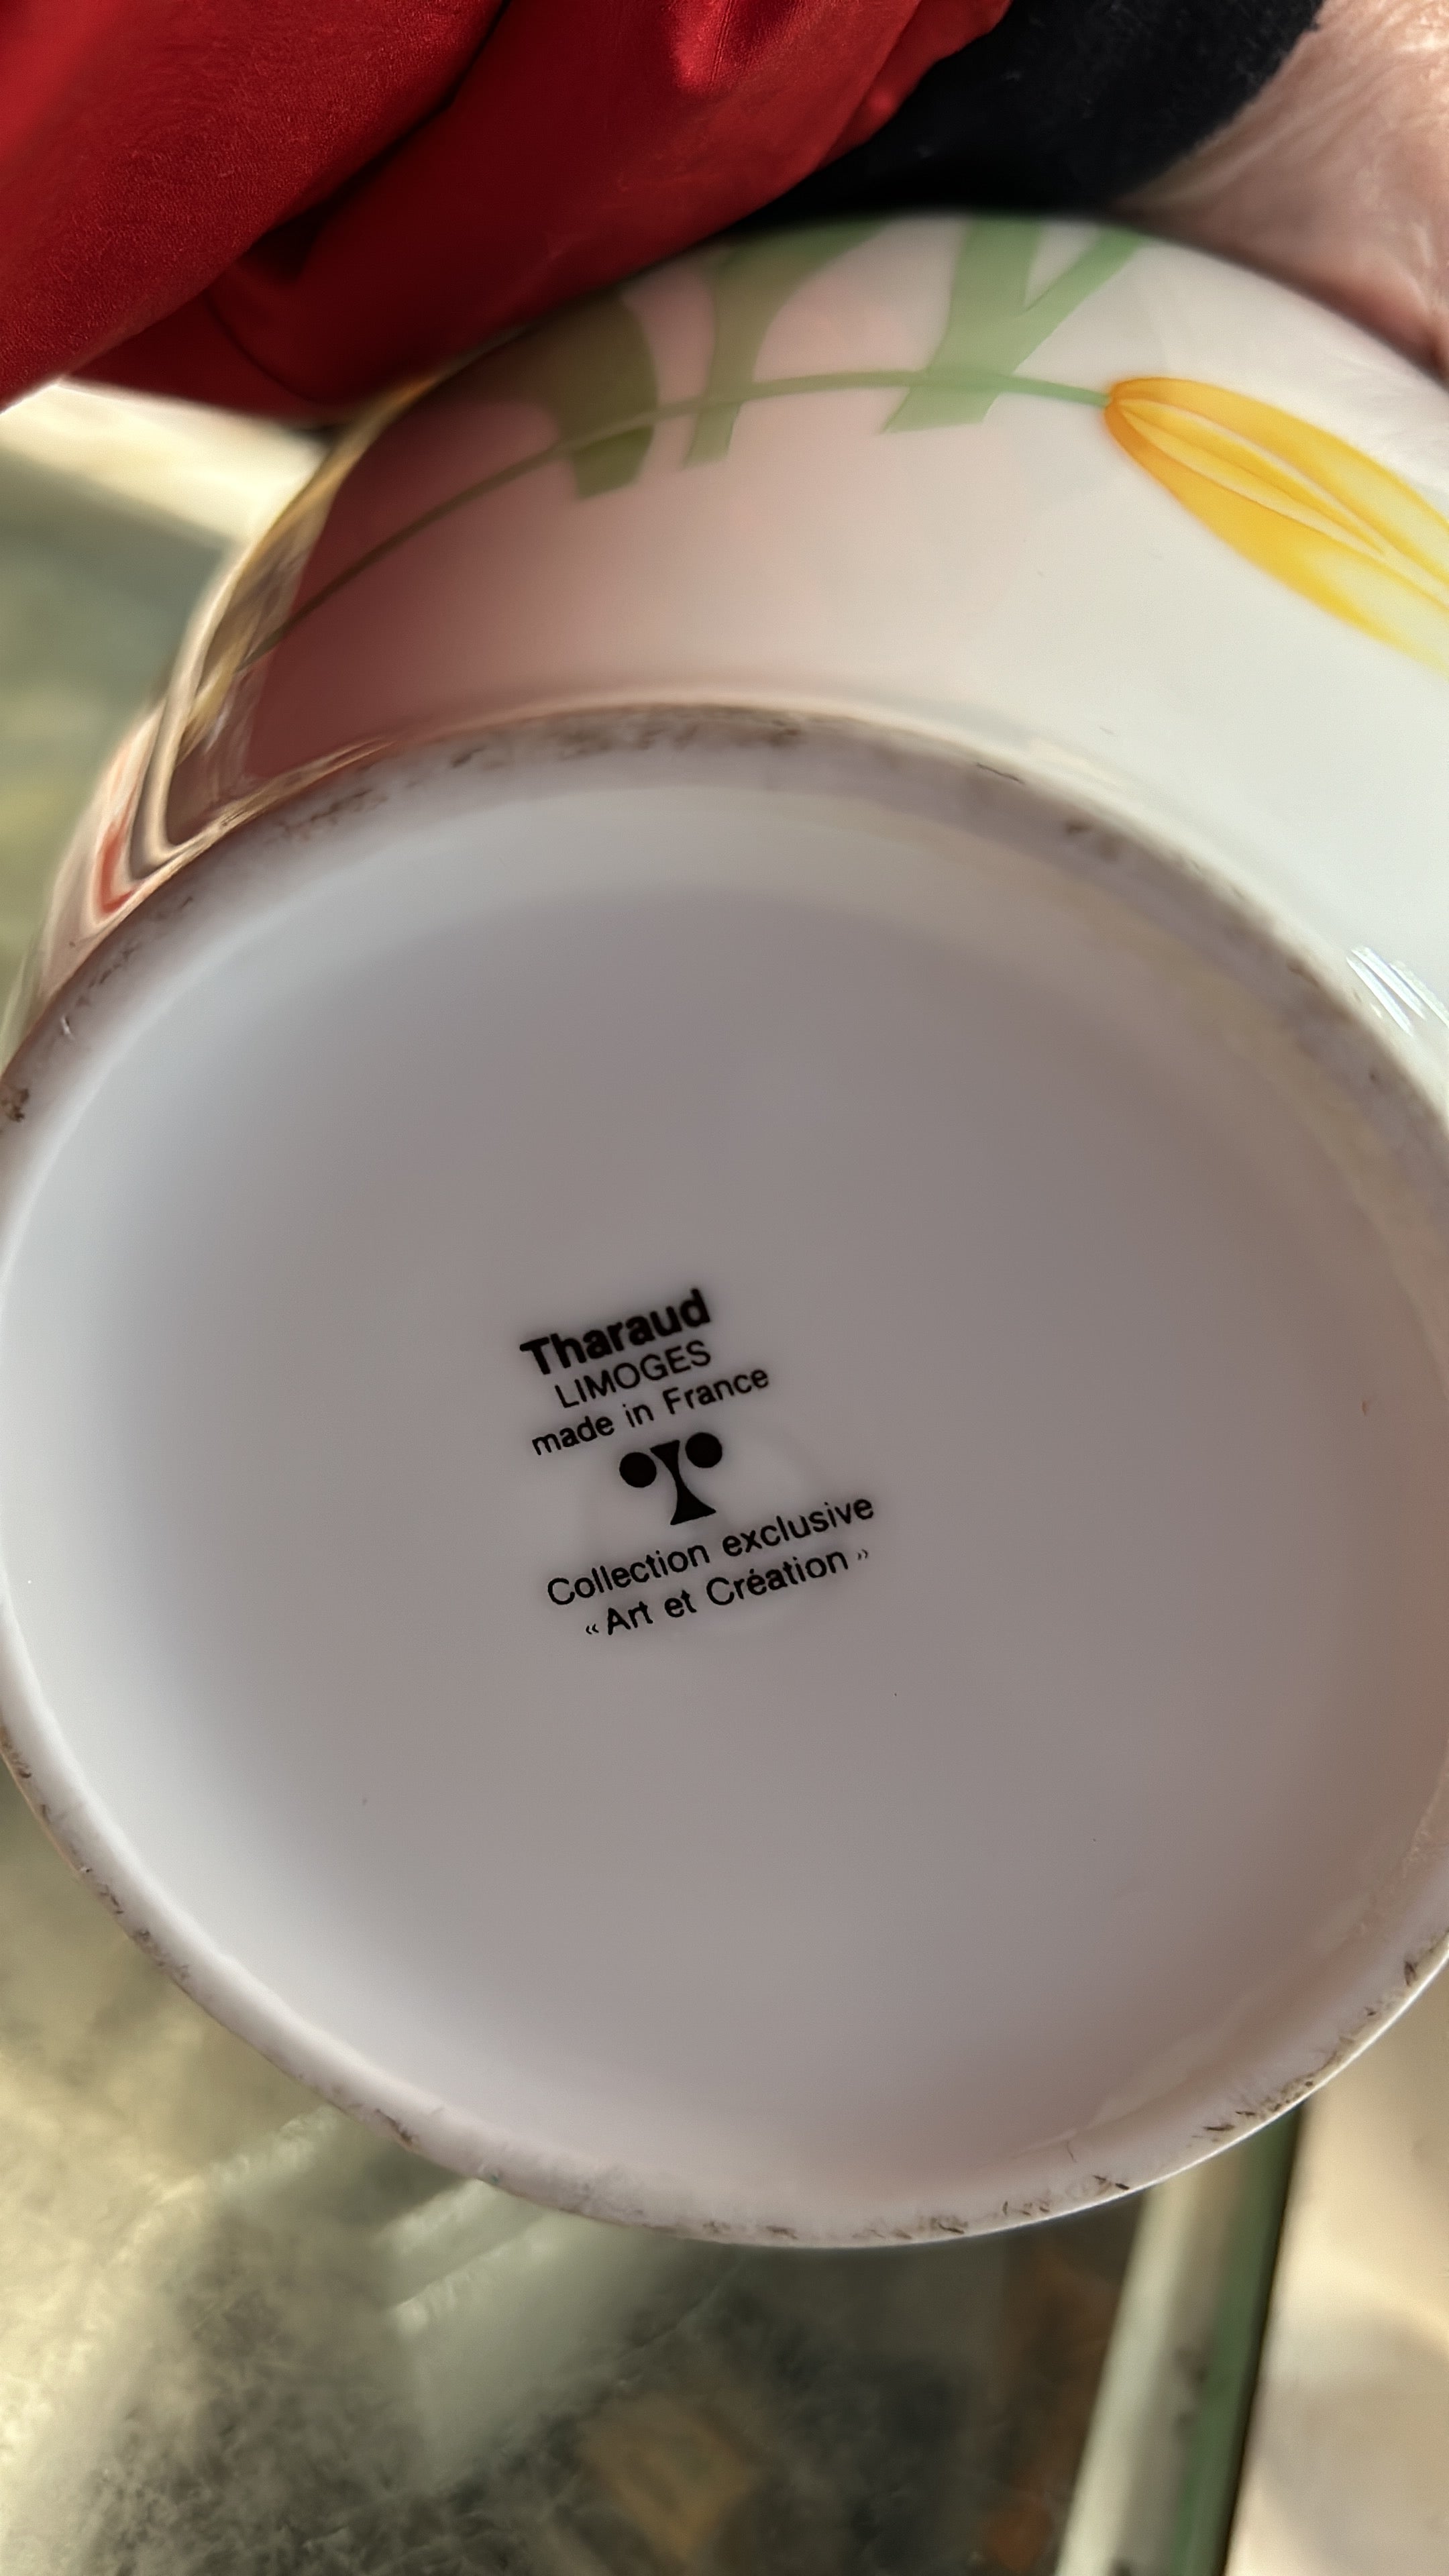 Tharaud
LIMOGES
made in France
Collection exclusive
« Art et Création »